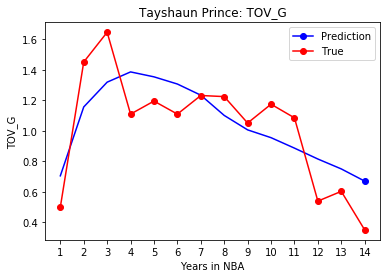 Tayshaun Prince: TOV_G
Prediction
True
TOV_G
1.6
1.4
1.2
1.0
0.8
0.6
0.4
1 2 3 4 5 6 7 8 9 10 11 12 13 14
Years in NBA